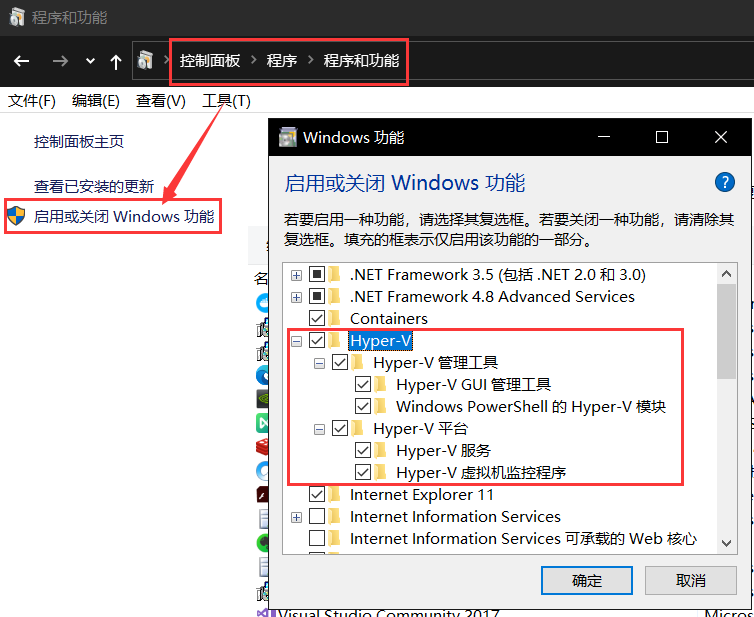 程序和功能
控制面板 > 程序 > 程序和功能
文件(F) 编辑(E) 查看(V) 工具(T)
控制面板主页
查看已安装的更新
启用或关闭 Windows 功能
Windows 功能
启用或关闭 Windows 功能
若要启用一种功能，请选择其复选框。若要关闭一种功能，请清除其
复选框。填充的框表示仅启用该功能的一部分。
.NET Framework 3.5 (包括 .NET 2.0 和 3.0)
.NET Framework 4.8 Advanced Services
Containers
Hyper-V
Hyper-V 管理工具
Hyper-V GUI 管理工具
Windows PowerShell 的 Hyper-V 模块
Hyper-V 平台
Hyper-V 服务
Hyper-V 虚拟机监控程序
Internet Explorer 11
Internet Information Services
Internet Information Services 可承载的 Web 核心
确定 取消
Visual Studio Community 2017